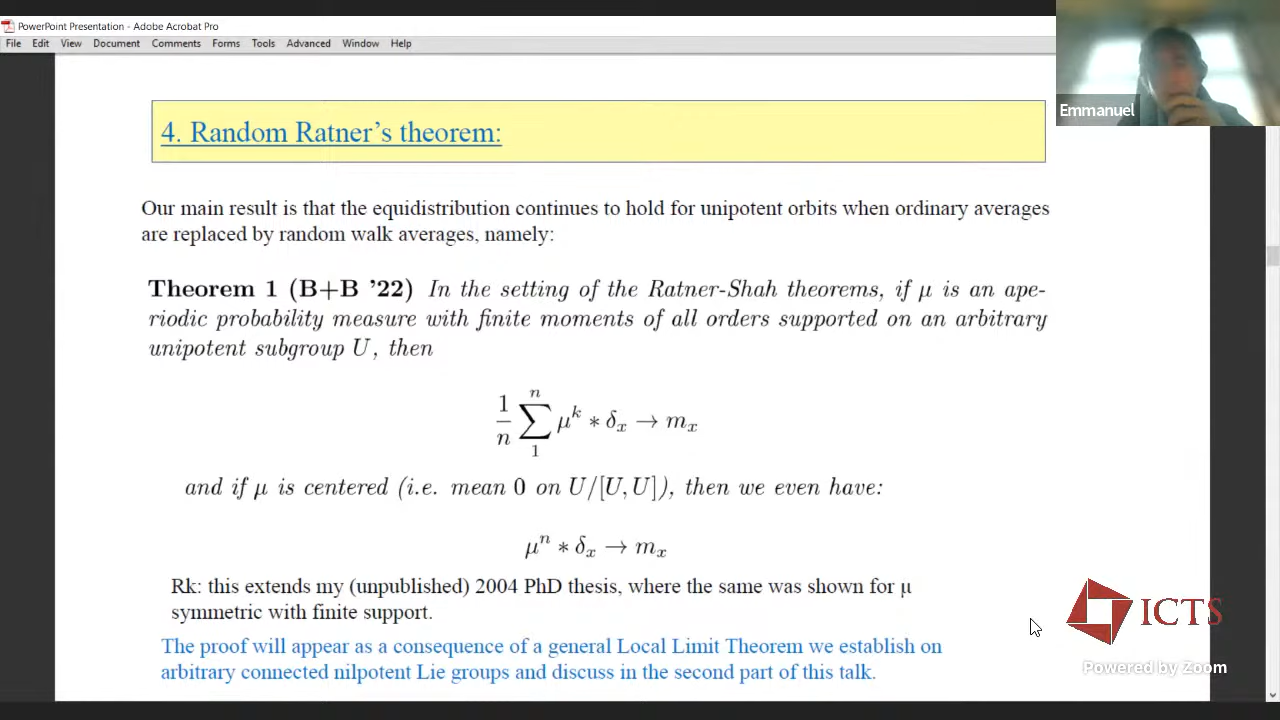 PowerPoint Presentation - Adobe Acrobat Pro
File Edit View Document Comments Forms Tools Advanced Window Help
Emmanuel
4. Random Ratner's theorem:
Our main result is that the equidistribution continues to hold for unipotent orbits when ordinary averages
are replaced by random walk averages, namely:
Theorem 1 (B+B '22) In the setting of the Ratner-Shah theorems, if μ is an ape-
riodic probability measure with finite moments of all orders supported on an arbitrary
unipotent subgroup U, then
1/n ∑_1^n μ^k * δ_x → m_x
and if μ is centered (i.e. mean 0 on U/[U, U]), then we even have:
μ^n * δ_x → m_x
Rk: this extends my (unpublished) 2004 PhD thesis, where the same was shown for μ
symmetric with finite support.
The proof will appear as a consequence of a general Local Limit Theorem we establish on
arbitrary connected nilpotent Lie groups and discuss in the second part of this talk.
ICTS
Powered by Zoom